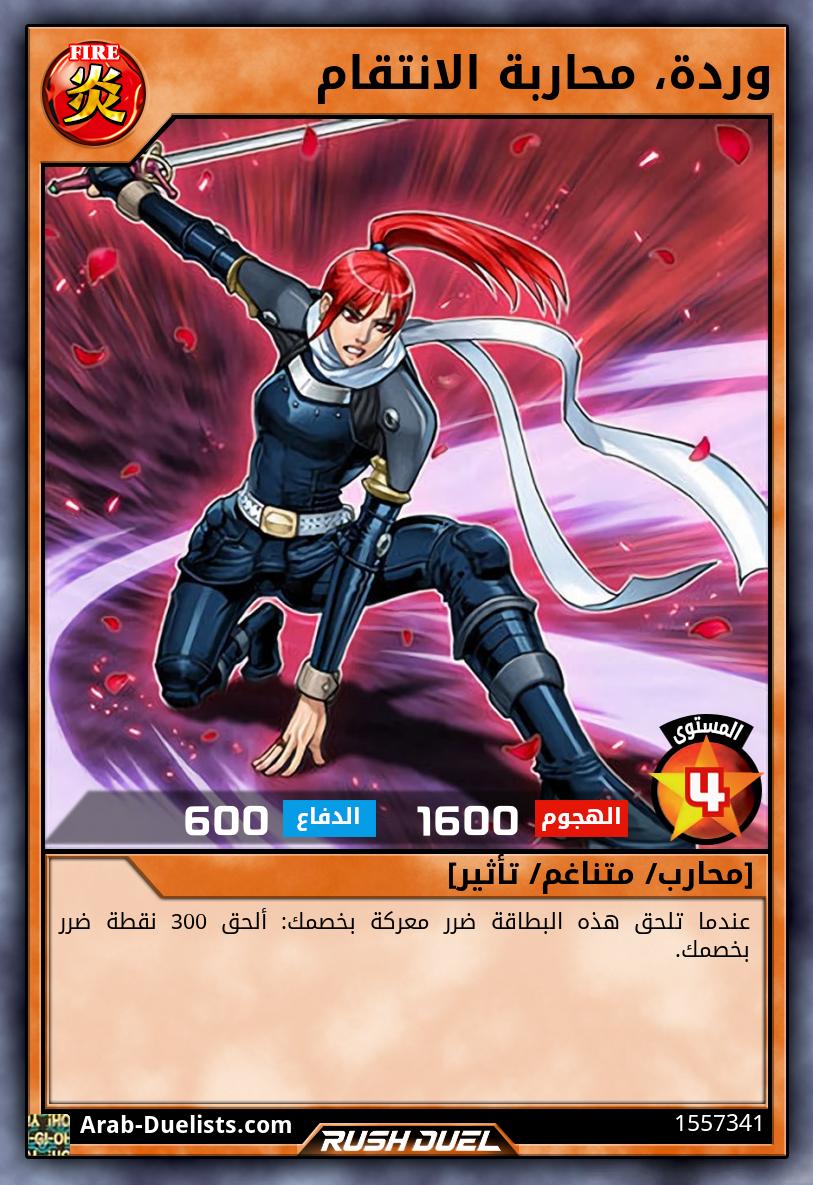 FIRE
炎
وردة، محاربة الانتقام
المستوى
4
الهجوم 1600 الدفاع 600
[محارب/ متناغم/ تأثير]
عندما تلحق هذه البطاقة ضرر معركة بخصمك: ألحق 300 نقطة ضرر
بخصمك.
Arab-Duelists.com
1557341
RUSH DUEL